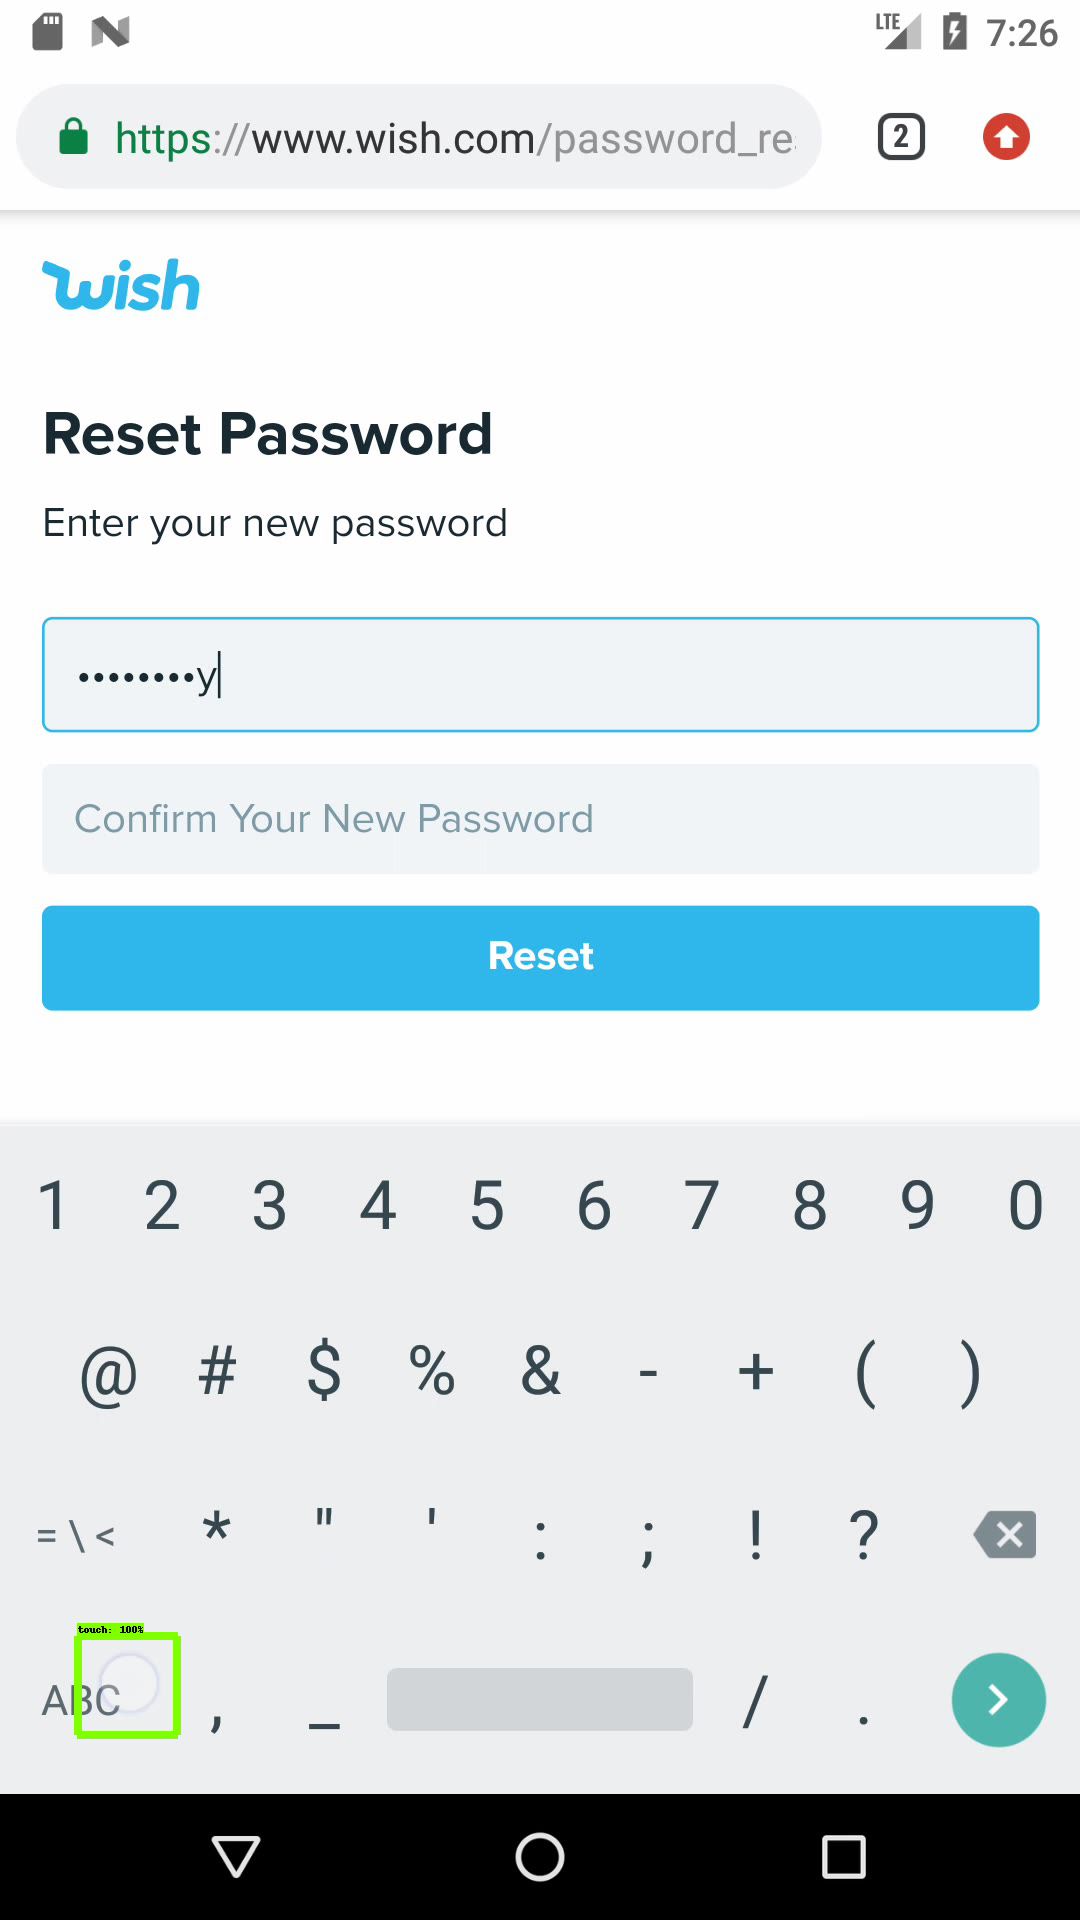 LTE 7:26
https://www.wish.com/password_re
2
wish
Reset Password
Enter your new password
••••••••y
Confirm Your New Password
Reset
1 2 3 4 5 6 7 8 9 0
@ # $ % & - + ( )
= \ < * " ' : ; ! ?
touch: 100%
ABC , _ / .